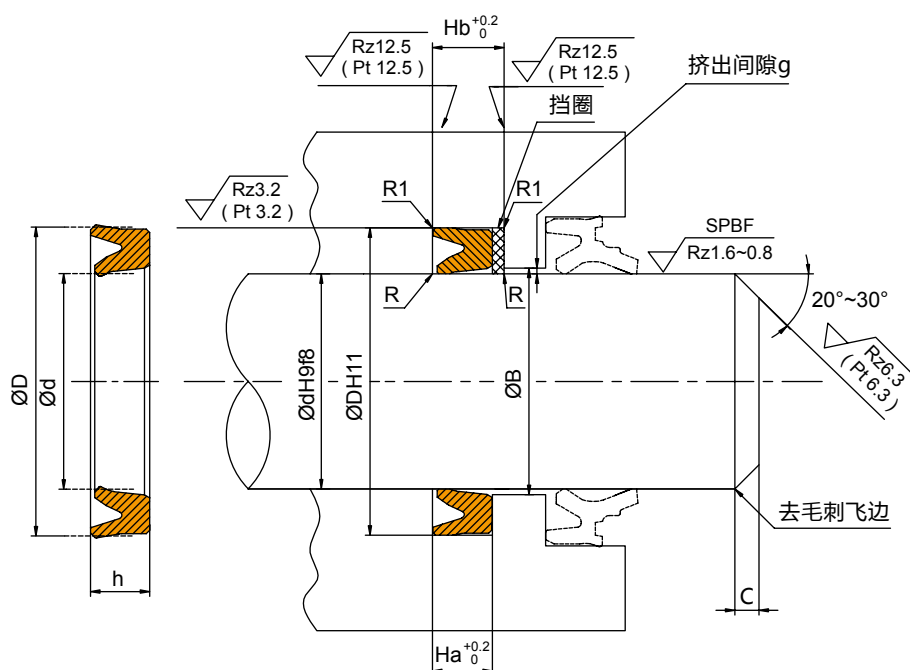 Hb +0.2 0
Rz12.5
( Pt 12.5 )
Rz12.5
( Pt 12.5 )
挤出间隙g
挡圈
Rz3.2
( Pt 3.2 )
R1
R1
SPBF
Rz1.6~0.8
R
R
20°~30°
Rz6.3
( Pt 6.3 )
ØD
Ød
ØdH9f8
ØDH11
ØB
去毛刺飞边
h
C
Ha +0.2 0